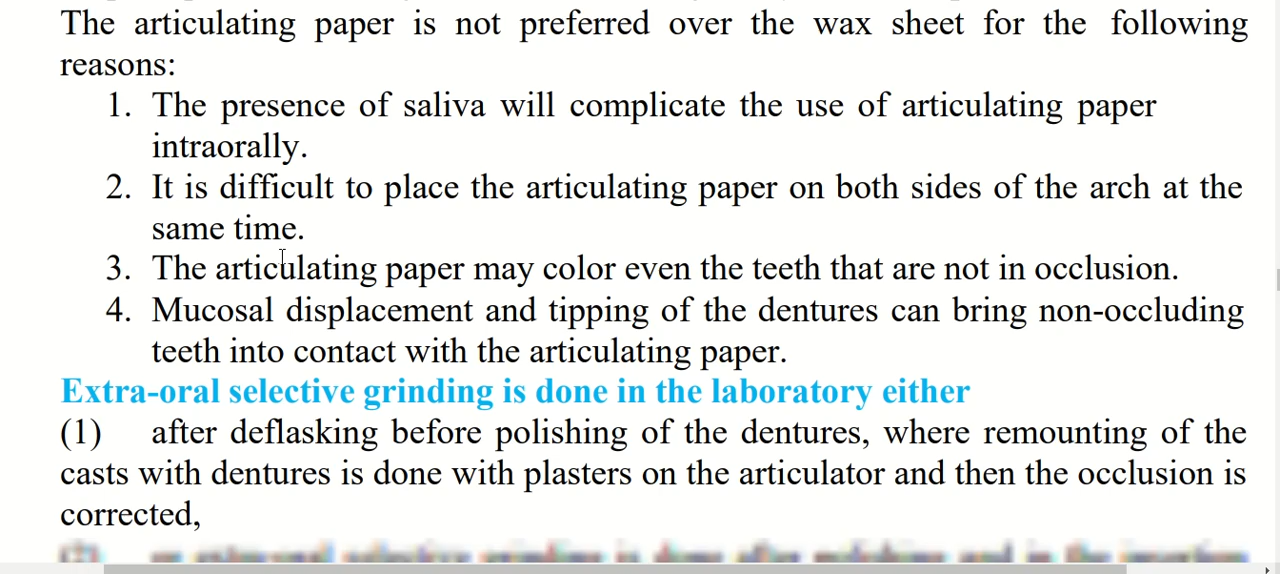 The articulating paper is not preferred over the wax sheet for the following
reasons:
1. The presence of saliva will complicate the use of articulating paper
intraorally.
2. It is difficult to place the articulating paper on both sides of the arch at the
same time.
3. The articulating paper may color even the teeth that are not in occlusion.
4. Mucosal displacement and tipping of the dentures can bring non-occluding
teeth into contact with the articulating paper.
Extra-oral selective grinding is done in the laboratory either
(1) after deflasking before polishing of the dentures, where remounting of the
casts with dentures is done with plasters on the articulator and then the occlusion is
corrected,